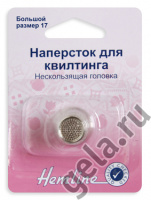 Большой
размер 17
Наперсток для
квилтинга
Нескользящая головка
Hemline
gela.ru